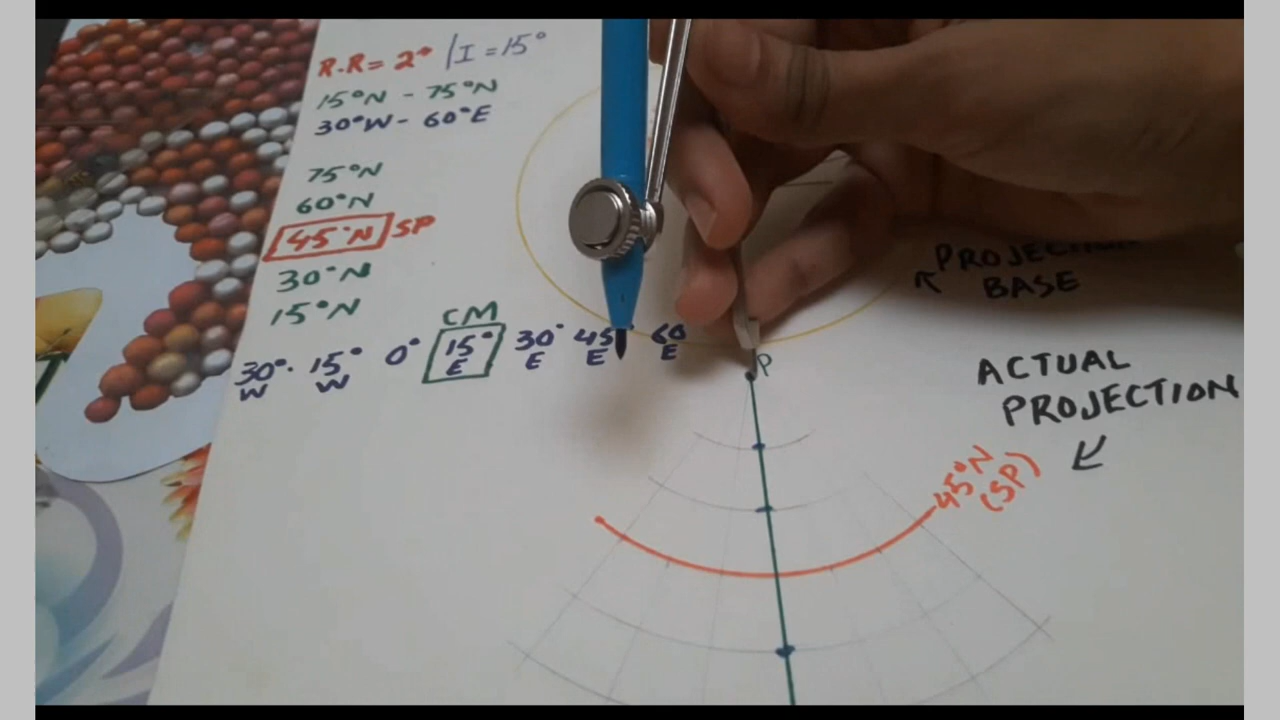 R.R = 2" / I = 15°
15°N - 75°N
30°W - 60°E
75°N
60°N
45°N SP
30°N
15°N
CM
30° 15° 0° 15° 30° 45° 60
W W E E E E
PROJECTION
BASE
P
ACTUAL
PROJECTION
45°N
(SP)